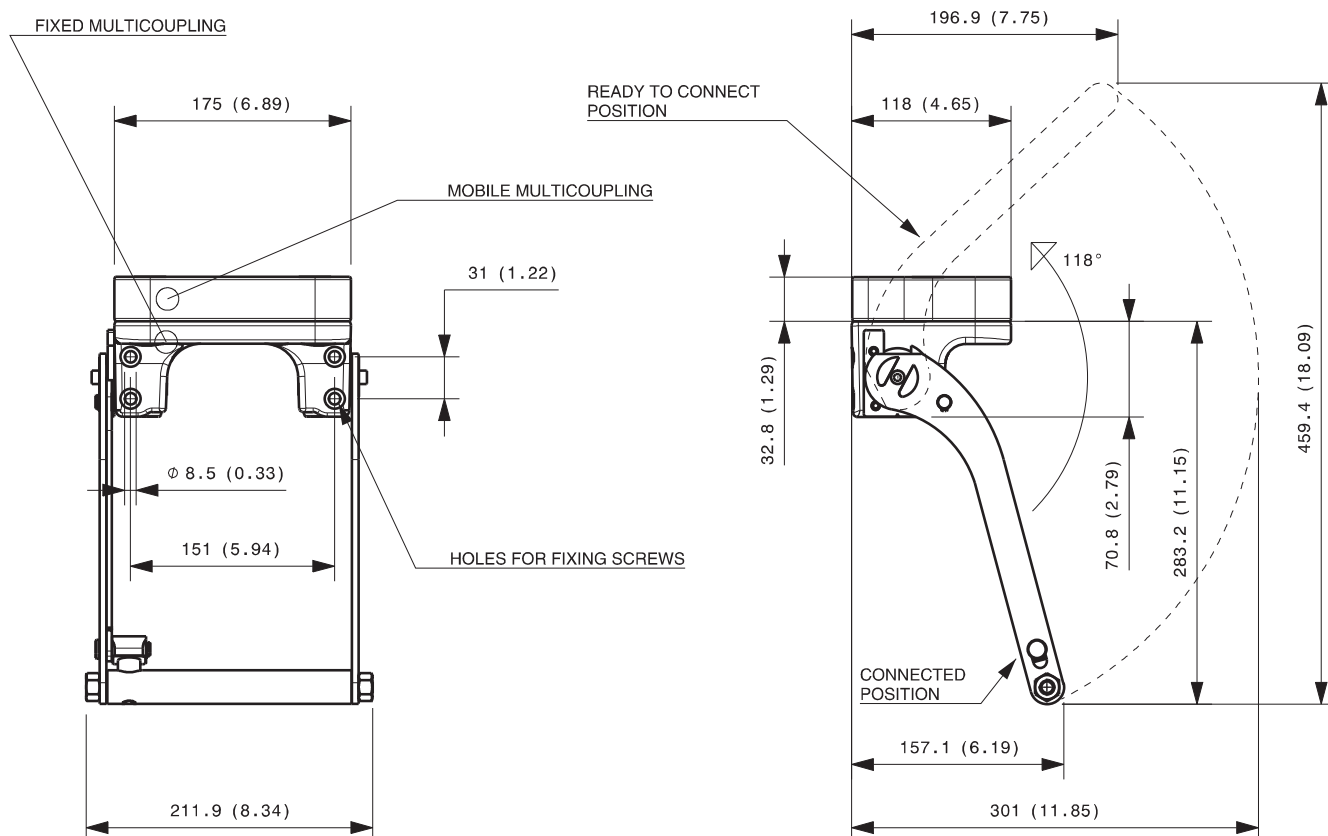 FIXED MULTICOUPLING
175 (6.89)
MOBILE MULTICOUPLING
31 (1.22)
Φ 8.5 (0.33)
151 (5.94)
HOLES FOR FIXING SCREWS
211.9 (8.34)
196.9 (7.75)
READY TO CONNECT
POSITION
118 (4.65)
118°
32.8 (1.29)
70.8 (2.79)
283.2 (11.15)
459.4 (18.09)
CONNECTED
POSITION
157.1 (6.19)
301 (11.85)